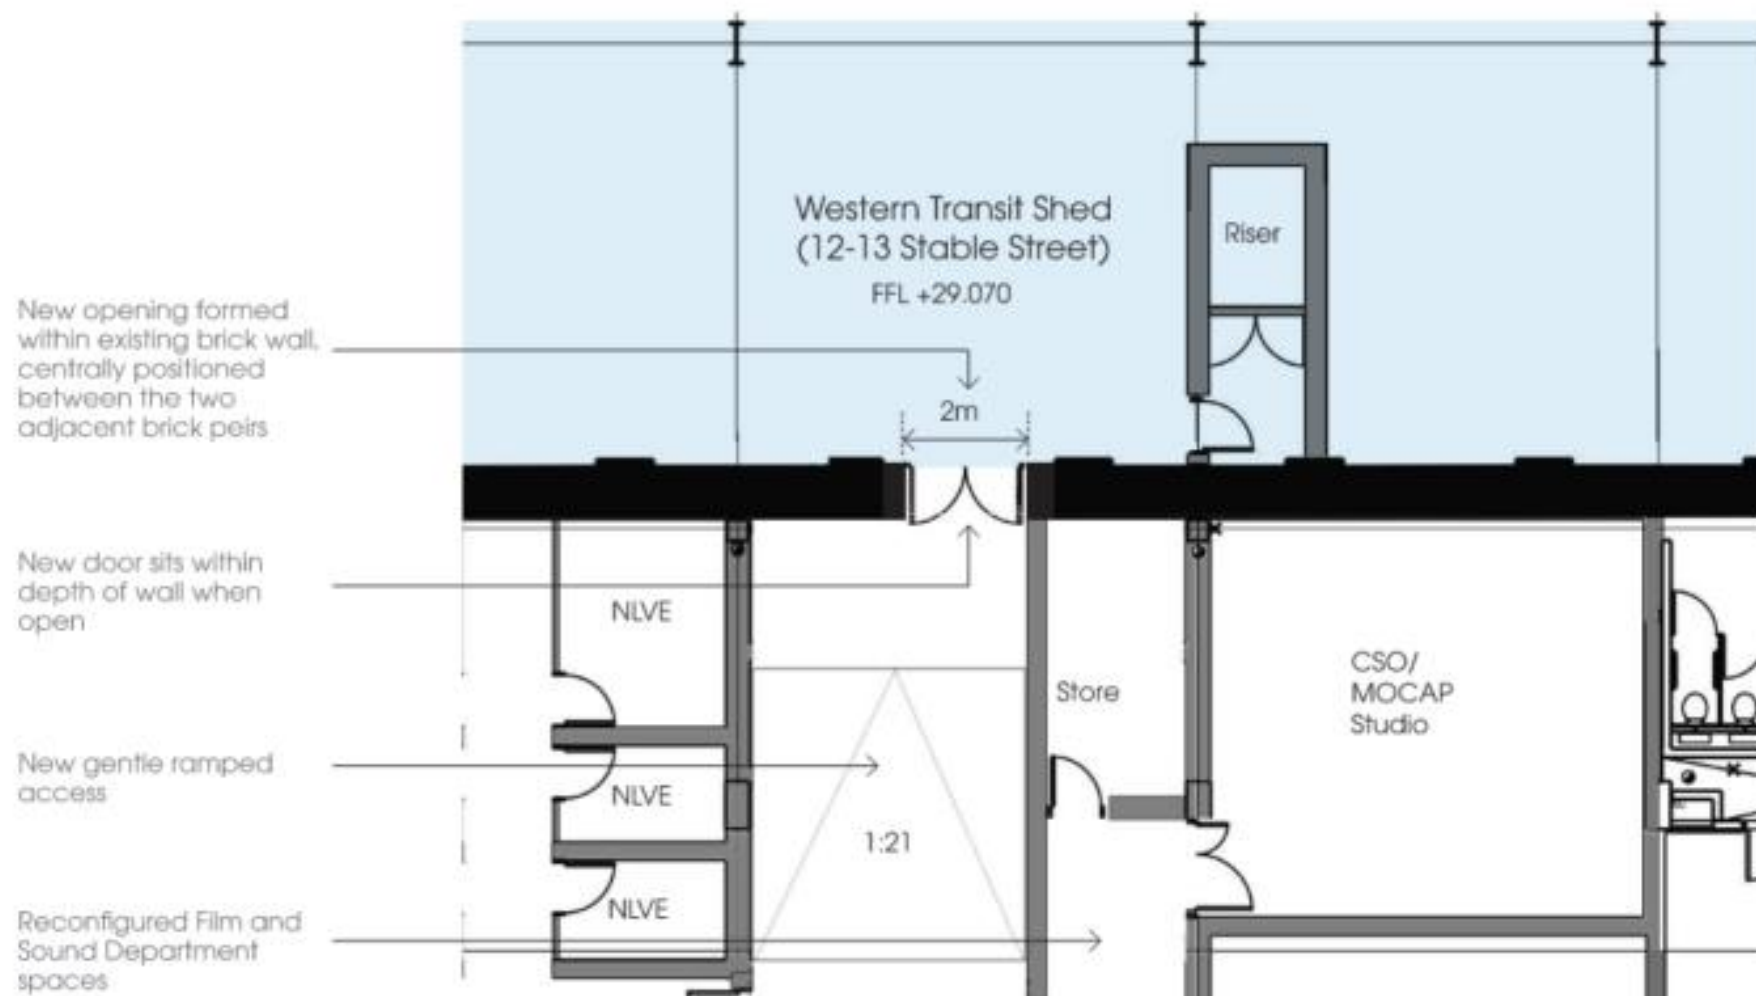 Western Transit Shed
(12-13 Stable Street)
FFL +29.070
Riser
New opening formed
within existing brick wall,
centrally positioned
between the two
adjacent brick peirs
2m
New door sits within
depth of wall when
open
NLVE
Store
CSO/
MOCAP
Studio
New gentle ramped
access
NLVE
1:21
NLVE
Reconfigured Film and
Sound Department
spaces